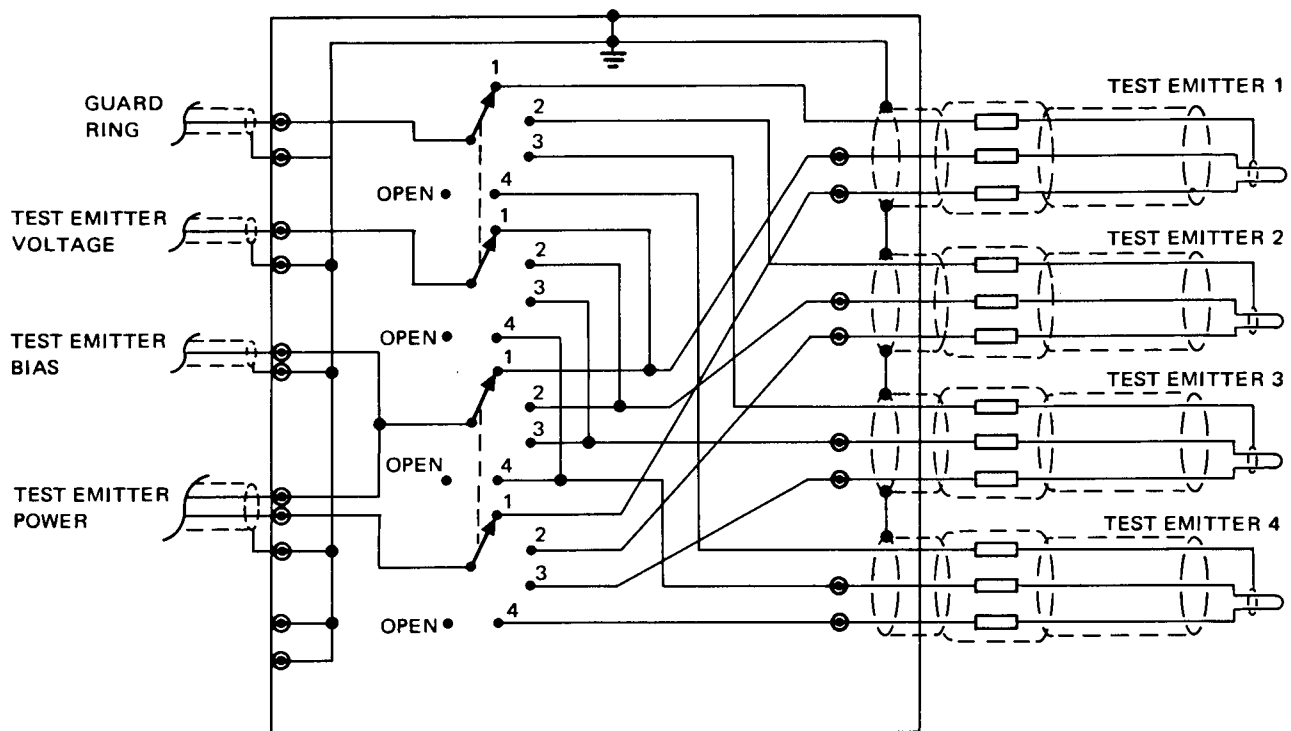 GUARD
RING
TEST EMITTER
VOLTAGE
TEST EMITTER
BIAS
TEST EMITTER
POWER
1
2
3
4
OPEN
1
2
3
4
OPEN
1
2
3
4
OPEN
1
2
3
4
OPEN
TEST EMITTER 1
TEST EMITTER 2
TEST EMITTER 3
TEST EMITTER 4